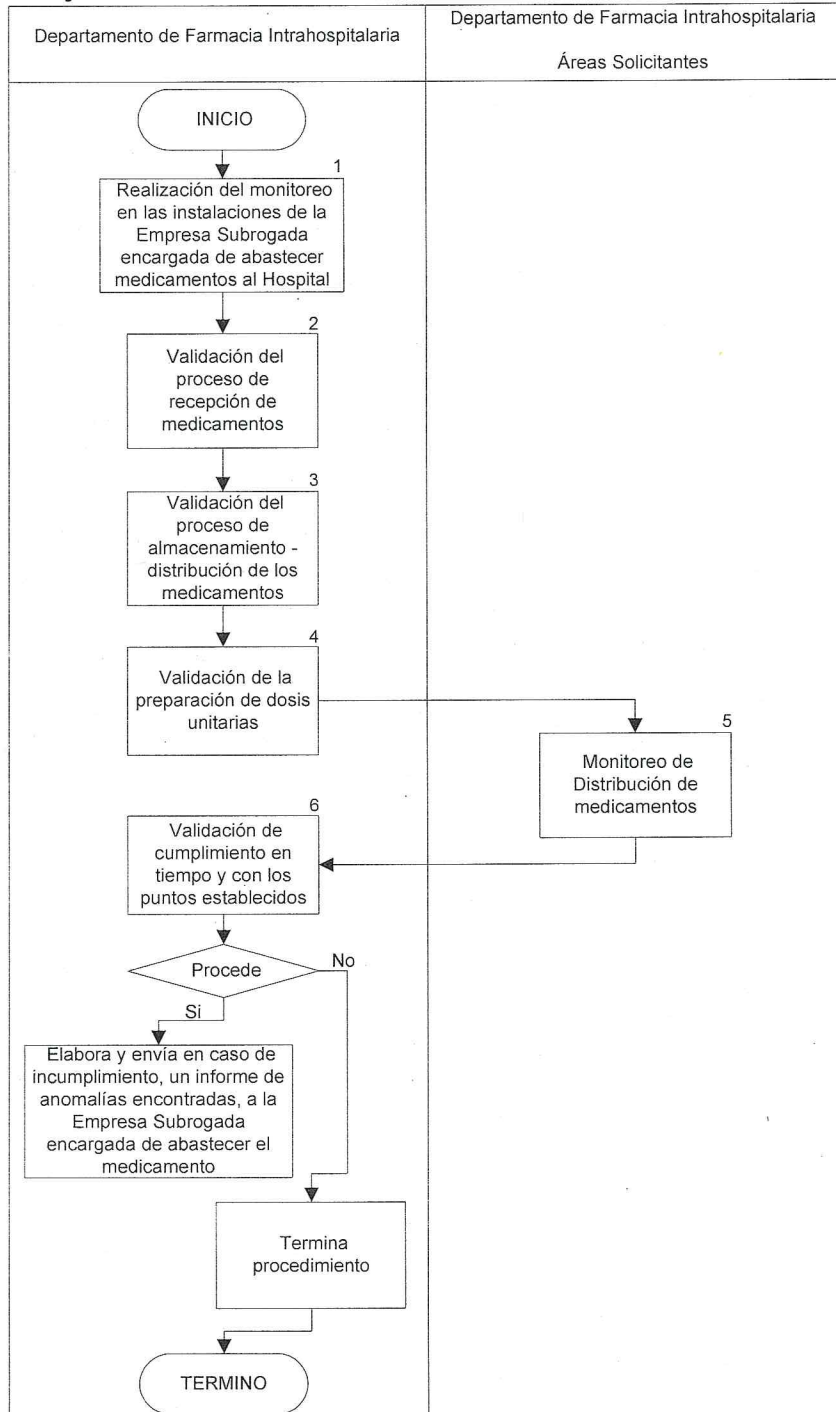 Departamento de Farmacia Intrahospitalaria
Departamento de Farmacia Intrahospitalaria
Áreas Solicitantes
INICIO
1
Realización del monitoreo
en las instalaciones de la
Empresa Subrogada
encargada de abastecer
medicamentos al Hospital
2
Validación del
proceso de
recepción de
medicamentos
3
Validación del
proceso de
almacenamiento -
distribución de los
medicamentos
4
Validación de la
preparación de dosis
unitarias
5
Monitoreo de
Distribución de
medicamentos
6
Validación de
cumplimiento en
tiempo y con los
puntos establecidos
Procede
No
Si
Elabora y envía en caso de
incumplimiento, un informe de
anomalías encontradas, a la
Empresa Subrogada
encargada de abastecer el
medicamento
Termina
procedimiento
TERMINO